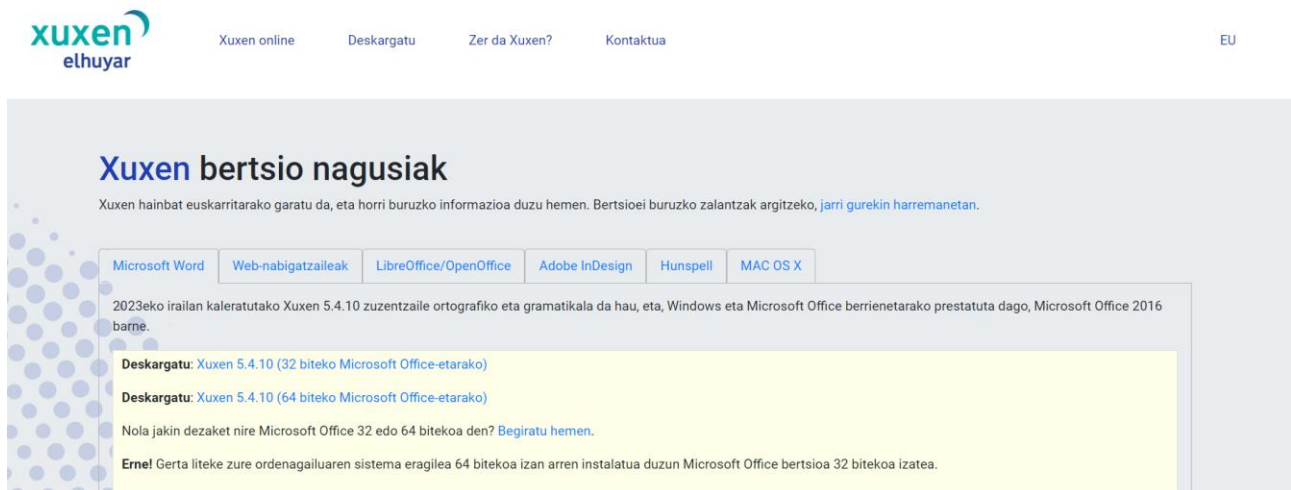 xuxen
elhuyar
Xuxen online
Deskargatu
Zer da Xuxen?
Kontaktua
EU
Xuxen bertsio nagusiak
Xuxen hainbat euskarritarako garatu da, eta horri buruzko informazioa duzu hemen. Bertsioei buruzko zalantzak argitzeko, jarri gurekin harremanetan.
Microsoft Word
Web-nabigatzaileak
LibreOffice/OpenOffice
Adobe InDesign
Hunspell
MAC OS X
2023eko irailan kaleratutako Xuxen 5.4.10 zuzentzaile ortografiko eta gramatikala da hau, eta, Windows eta Microsoft Office berrienetarako prestatuta dago, Microsoft Office 2016
barne.
Deskargatu: Xuxen 5.4.10 (32 biteko Microsoft Office-etarako)
Deskargatu: Xuxen 5.4.10 (64 biteko Microsoft Office-etarako)
Nola jakin dezaket nire Microsoft Office 32 edo 64 bitekoa den? Begiratu hemen.
Erne! Gerta liteke zure ordenagailuaren sistema eragilea 64 bitekoa izan arren instalatua duzun Microsoft Office bertsioa 32 bitekoa izatea.